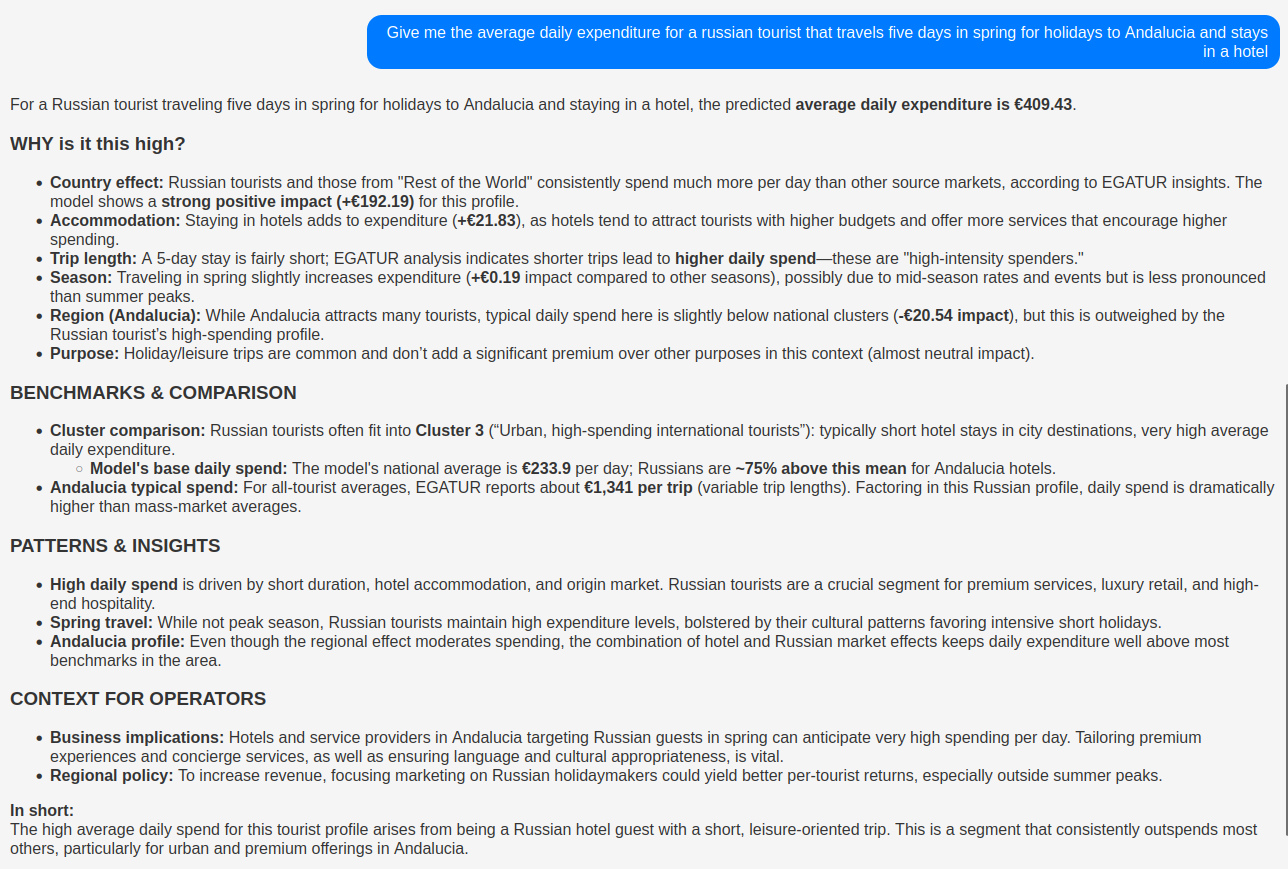 Give me the average daily expenditure for a russian tourist that travels five days in spring for holidays to Andalucia and stays
in a hotel
For a Russian tourist traveling five days in spring for holidays to Andalucia and staying in a hotel, the predicted average daily expenditure is €409.43.
WHY is it this high?
• Country effect: Russian tourists and those from "Rest of the World" consistently spend much more per day than other source markets, according to EGATUR insights. The
model shows a strong positive impact (+€192.19) for this profile.
• Accommodation: Staying in hotels adds to expenditure (+€21.83), as hotels tend to attract tourists with higher budgets and offer more services that encourage higher
spending.
• Trip length: A 5-day stay is fairly short; EGATUR analysis indicates shorter trips lead to higher daily spend—these are "high-intensity spenders."
• Season: Traveling in spring slightly increases expenditure (+€0.19 impact compared to other seasons), possibly due to mid-season rates and events but is less pronounced
than summer peaks.
• Region (Andalucia): While Andalucia attracts many tourists, typical daily spend here is slightly below national clusters (-€20.54 impact), but this is outweighed by the
Russian tourist's high-spending profile.
• Purpose: Holiday/leisure trips are common and don't add a significant premium over other purposes in this context (almost neutral impact).
BENCHMARKS & COMPARISON
• Cluster comparison: Russian tourists often fit into Cluster 3 (“Urban, high-spending international tourists”): typically short hotel stays in city destinations, very high average
daily expenditure.
○ Model's base daily spend: The model's national average is €233.9 per day; Russians are ~75% above this mean for Andalucia hotels.
• Andalucia typical spend: For all-tourist averages, EGATUR reports about €1,341 per trip (variable trip lengths). Factoring in this Russian profile, daily spend is dramatically
higher than mass-market averages.
PATTERNS & INSIGHTS
• High daily spend is driven by short duration, hotel accommodation, and origin market. Russian tourists are a crucial segment for premium services, luxury retail, and high-
end hospitality.
• Spring travel: While not peak season, Russian tourists maintain high expenditure levels, bolstered by their cultural patterns favoring intensive short holidays.
• Andalucia profile: Even though the regional effect moderates spending, the combination of hotel and Russian market effects keeps daily expenditure well above most
benchmarks in the area.
CONTEXT FOR OPERATORS
• Business implications: Hotels and service providers in Andalucia targeting Russian guests in spring can anticipate very high spending per day. Tailoring premium
experiences and concierge services, as well as ensuring language and cultural appropriateness, is vital.
• Regional policy: To increase revenue, focusing marketing on Russian holidaymakers could yield better per-tourist returns, especially outside summer peaks.
In short:
The high average daily spend for this tourist profile arises from being a Russian hotel guest with a short, leisure-oriented trip. This is a segment that consistently outspends most
others, particularly for urban and premium offerings in Andalucia.